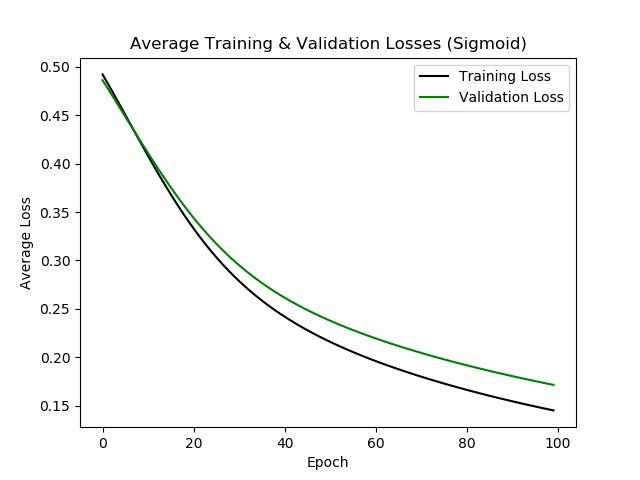 Average Training & Validation Losses (Sigmoid)
Training Loss
Validation Loss
Average Loss
0.50
0.45
0.40
0.35
0.30
0.25
0.20
0.15
0 20 40 60 80 100
Epoch